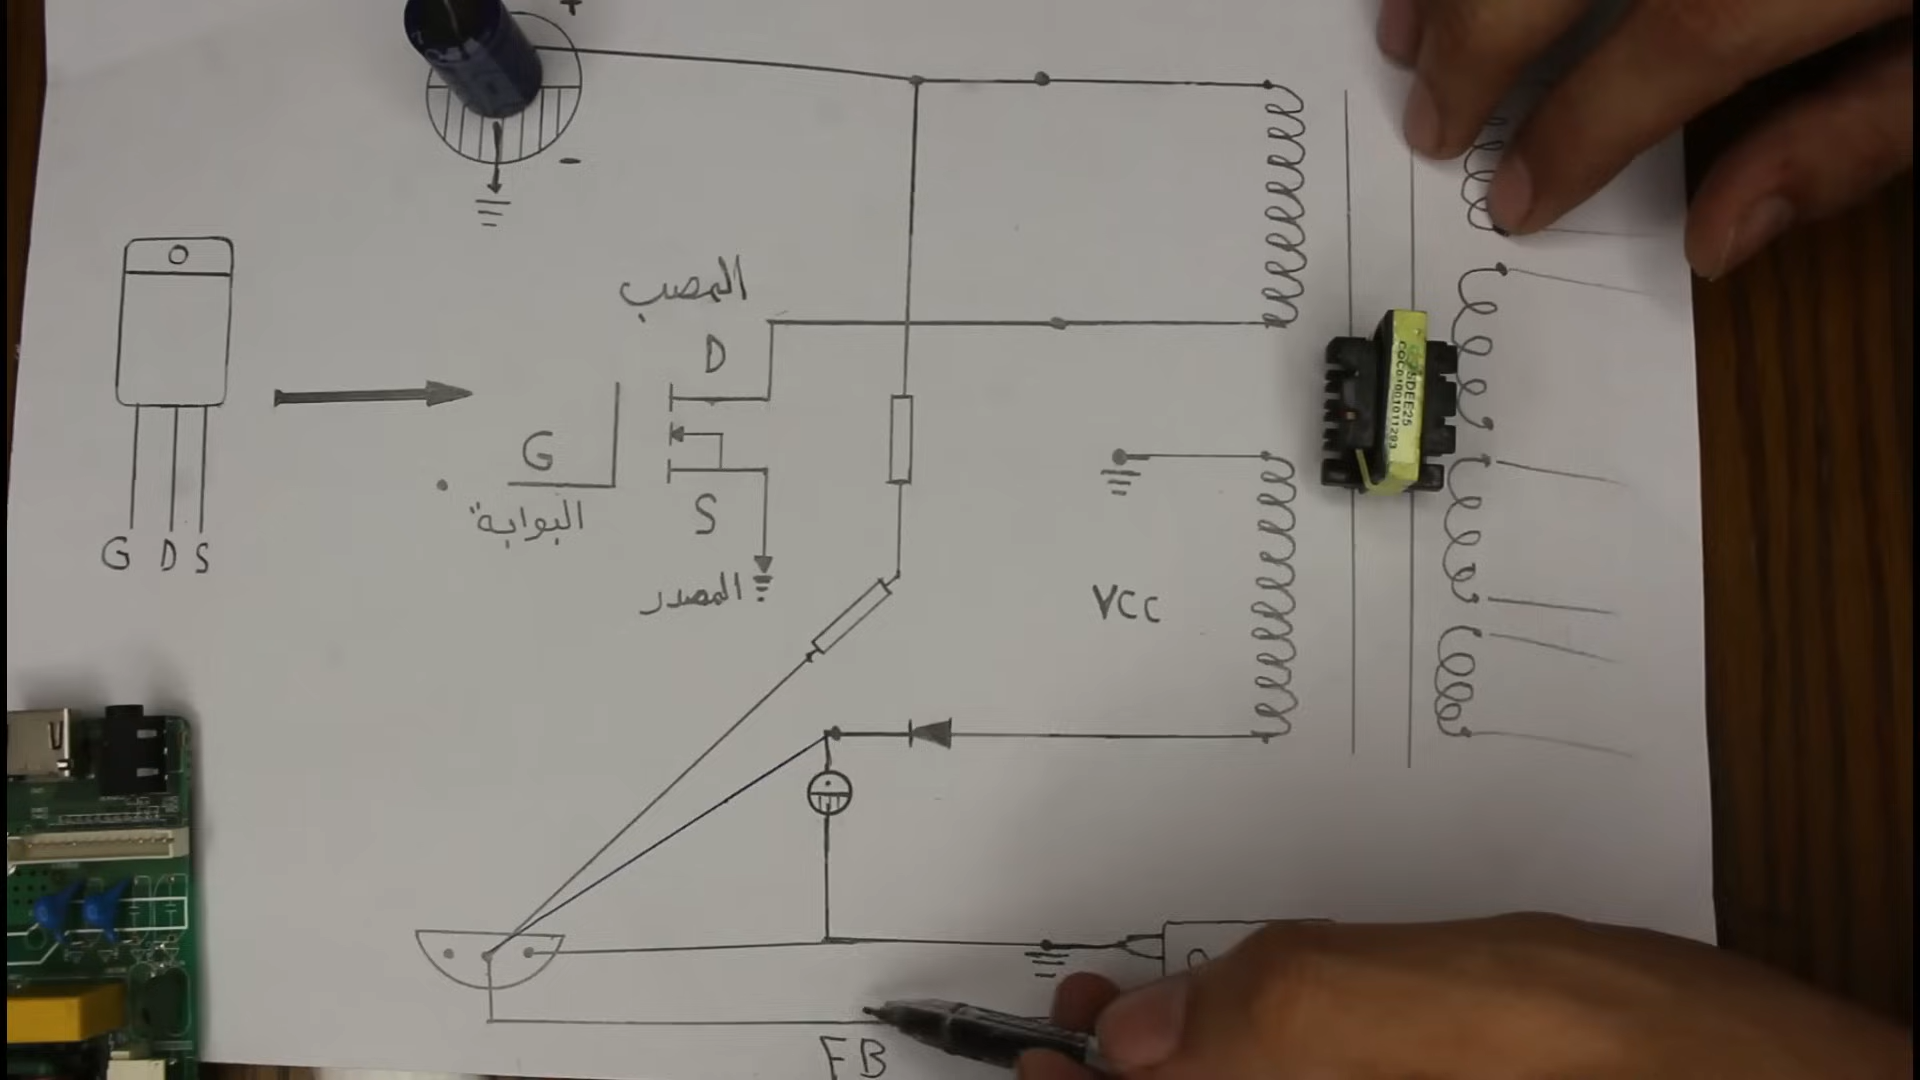 +
-
المصب
D
G
البوابة
S
المصدر
G D S
VCC
FB